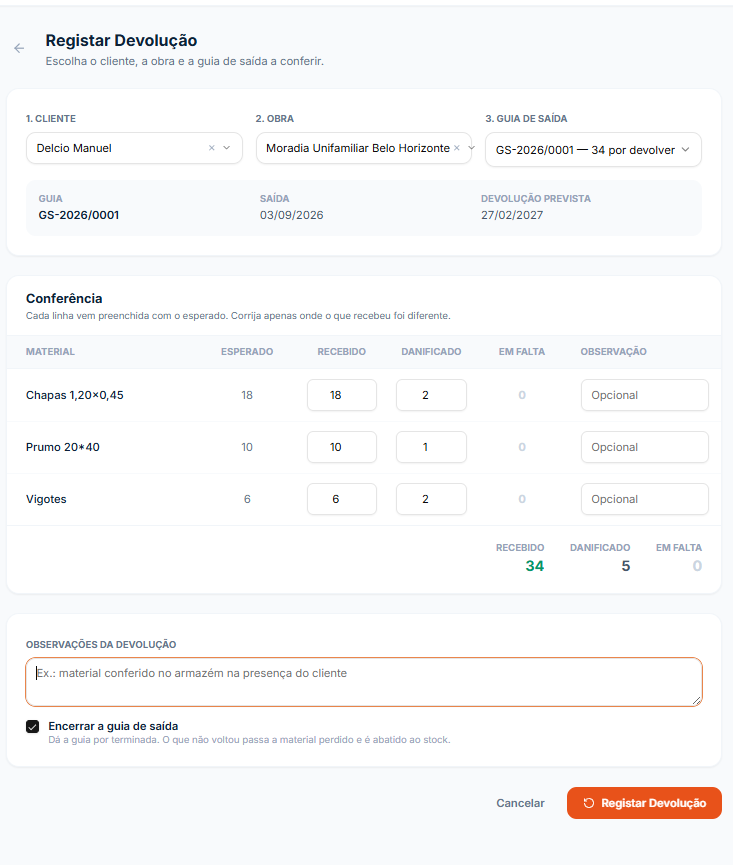 Registar Devolução
Escolha o cliente, a obra e a guia de saída a conferir.
1. CLIENTE 2. OBRA 3. GUIA DE SAÍDA
Delcio Manuel × Moradia Unifamiliar Belo Horizonte × GS-2026/0001 — 34 por devolver
GUIA SAÍDA DEVOLUÇÃO PREVISTA
GS-2026/0001 03/09/2026 27/02/2027
Conferência
Cada linha vem preenchida com o esperado. Corrija apenas onde o que recebeu foi diferente.
MATERIAL ESPERADO RECEBIDO DANIFICADO EM FALTA OBSERVAÇÃO
Chapas 1,20×0,45 18 18 2 0 Opcional
Prumo 20*40 10 10 1 0 Opcional
Vigotes 6 6 2 0 Opcional
RECEBIDO DANIFICADO EM FALTA
34 5 0
OBSERVAÇÕES DA DEVOLUÇÃO
Ex.: material conferido no armazém na presença do cliente
Encerrar a guia de saída
Dá a guia por terminada. O que não voltou passa a material perdido e é abatido ao stock.
Cancelar Registar Devolução